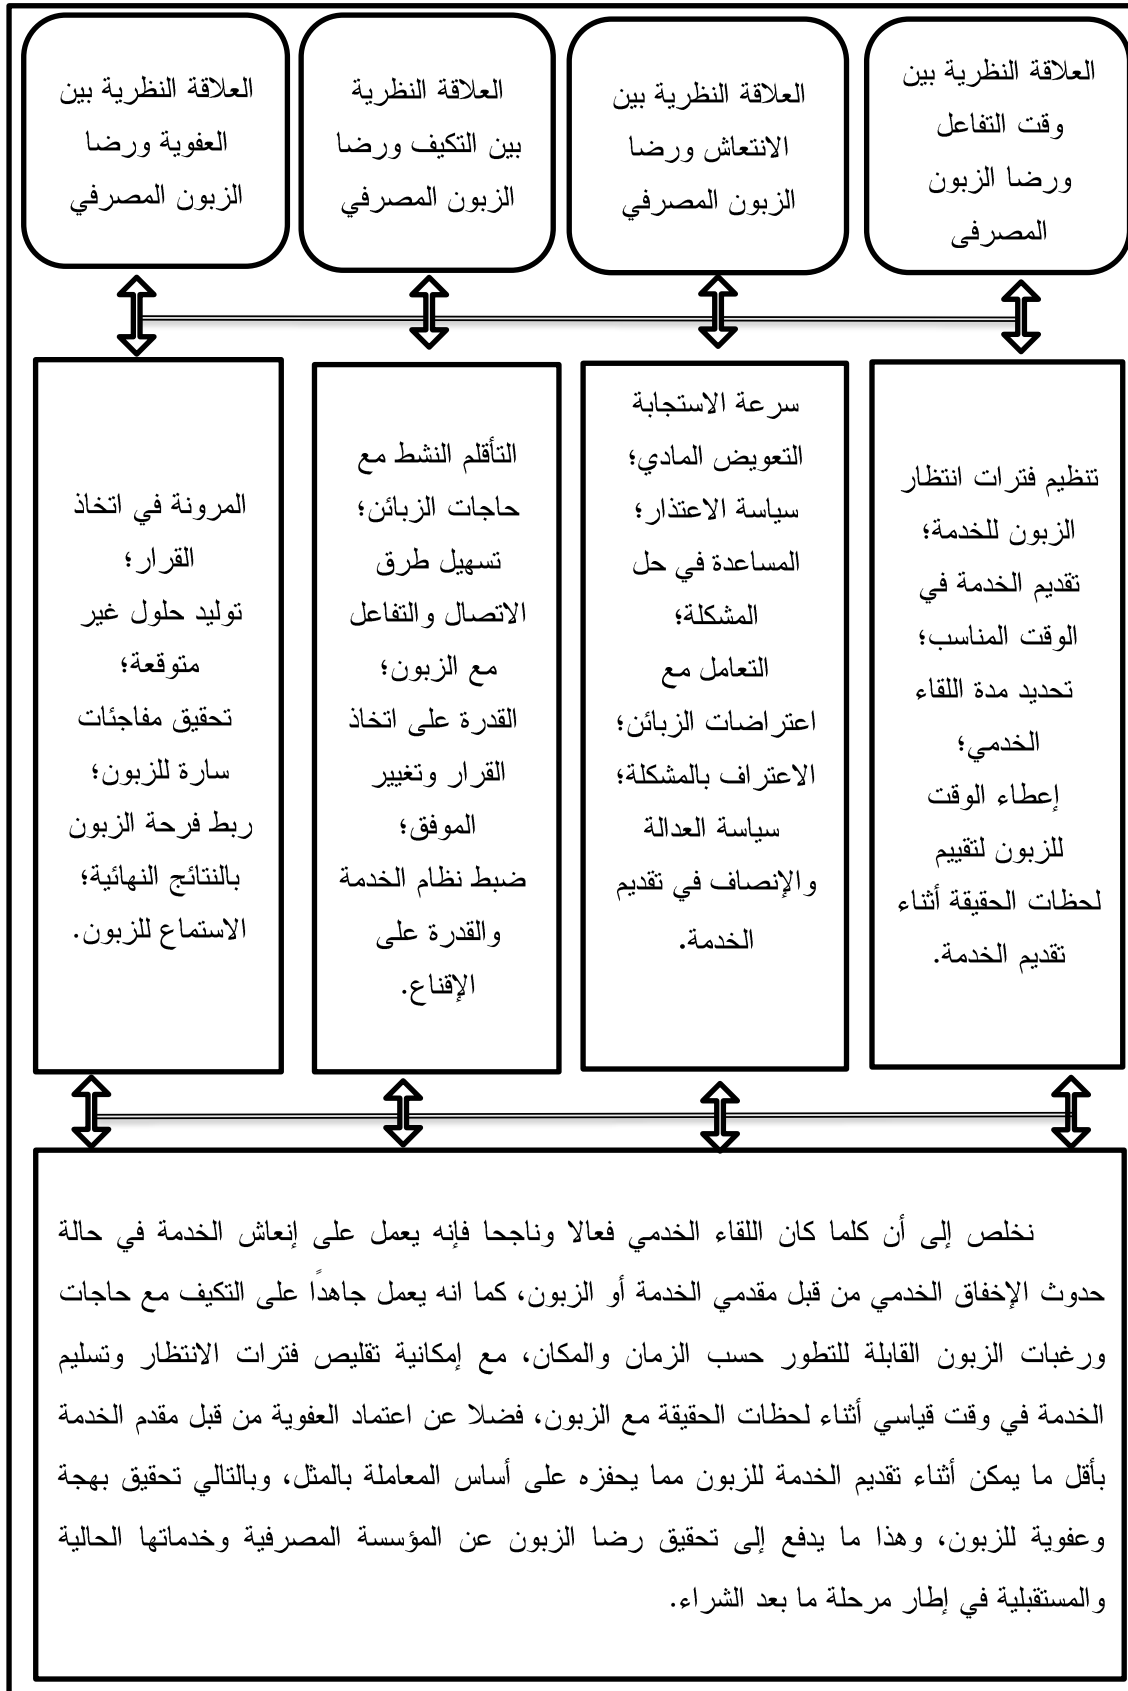 العلاقة النظرية بين
وقت التفاعل
ورضا الزبون
المصرفى
العلاقة النظرية بين
الانتعاش ورضا
الزبون المصرفي
العلاقة النظرية
بين التكيف ورضا
الزبون المصرفي
العلاقة النظرية بين
العفوية ورضا
الزبون المصرفي
تنظيم فترات انتظار
الزبون للخدمة؛
تقديم الخدمة في
الوقت المناسب؛
تحديد مدة اللقاء
الخدمي؛
إعطاء الوقت
للزبون لتقييم
لحظات الحقيقة أثناء
تقديم الخدمة.
سرعة الاستجابة
التعويض المادي؛
سياسة الاعتذار؛
المساعدة في حل
المشكلة؛
التعامل مع
اعتراضات الزبائن؛
الاعتراف بالمشكلة؛
سياسة العدالة
والإنصاف في تقديم
الخدمة.
التأقلم النشط مع
حاجات الزبائن؛
تسهيل طرق
الاتصال والتفاعل
مع الزبون؛
القدرة على اتخاذ
القرار وتغيير
الموفق؛
ضبط نظام الخدمة
والقدرة على
الإقناع.
المرونة في اتخاذ
القرار؛
توليد حلول غير
متوقعة؛
تحقيق مفاجئات
سارة للزبون؛
ربط فرحة الزبون
بالنتائج النهائية؛
الاستماع للزبون.
نخلص إلى أن كلما كان اللقاء الخدمي فعالا وناجحا فإنه يعمل على إنعاش الخدمة في حالة
حدوث الإخفاق الخدمي من قبل مقدمي الخدمة أو الزبون، كما انه يعمل جاهداً على التكيف مع حاجات
ورغبات الزبون القابلة للتطور حسب الزمان والمكان، مع إمكانية تقليص فترات الانتظار وتسليم
الخدمة في وقت قياسي أثناء لحظات الحقيقة مع الزبون، فضلا عن اعتماد العفوية من قبل مقدم الخدمة
بأقل ما يمكن أثناء تقديم الخدمة للزبون مما يحفزه على أساس المعاملة بالمثل، وبالتالي تحقيق بهجة
وعفوية للزبون، وهذا ما يدفع إلى تحقيق رضا الزبون عن المؤسسة المصرفية وخدماتها الحالية
والمستقبلية في إطار مرحلة ما بعد الشراء.